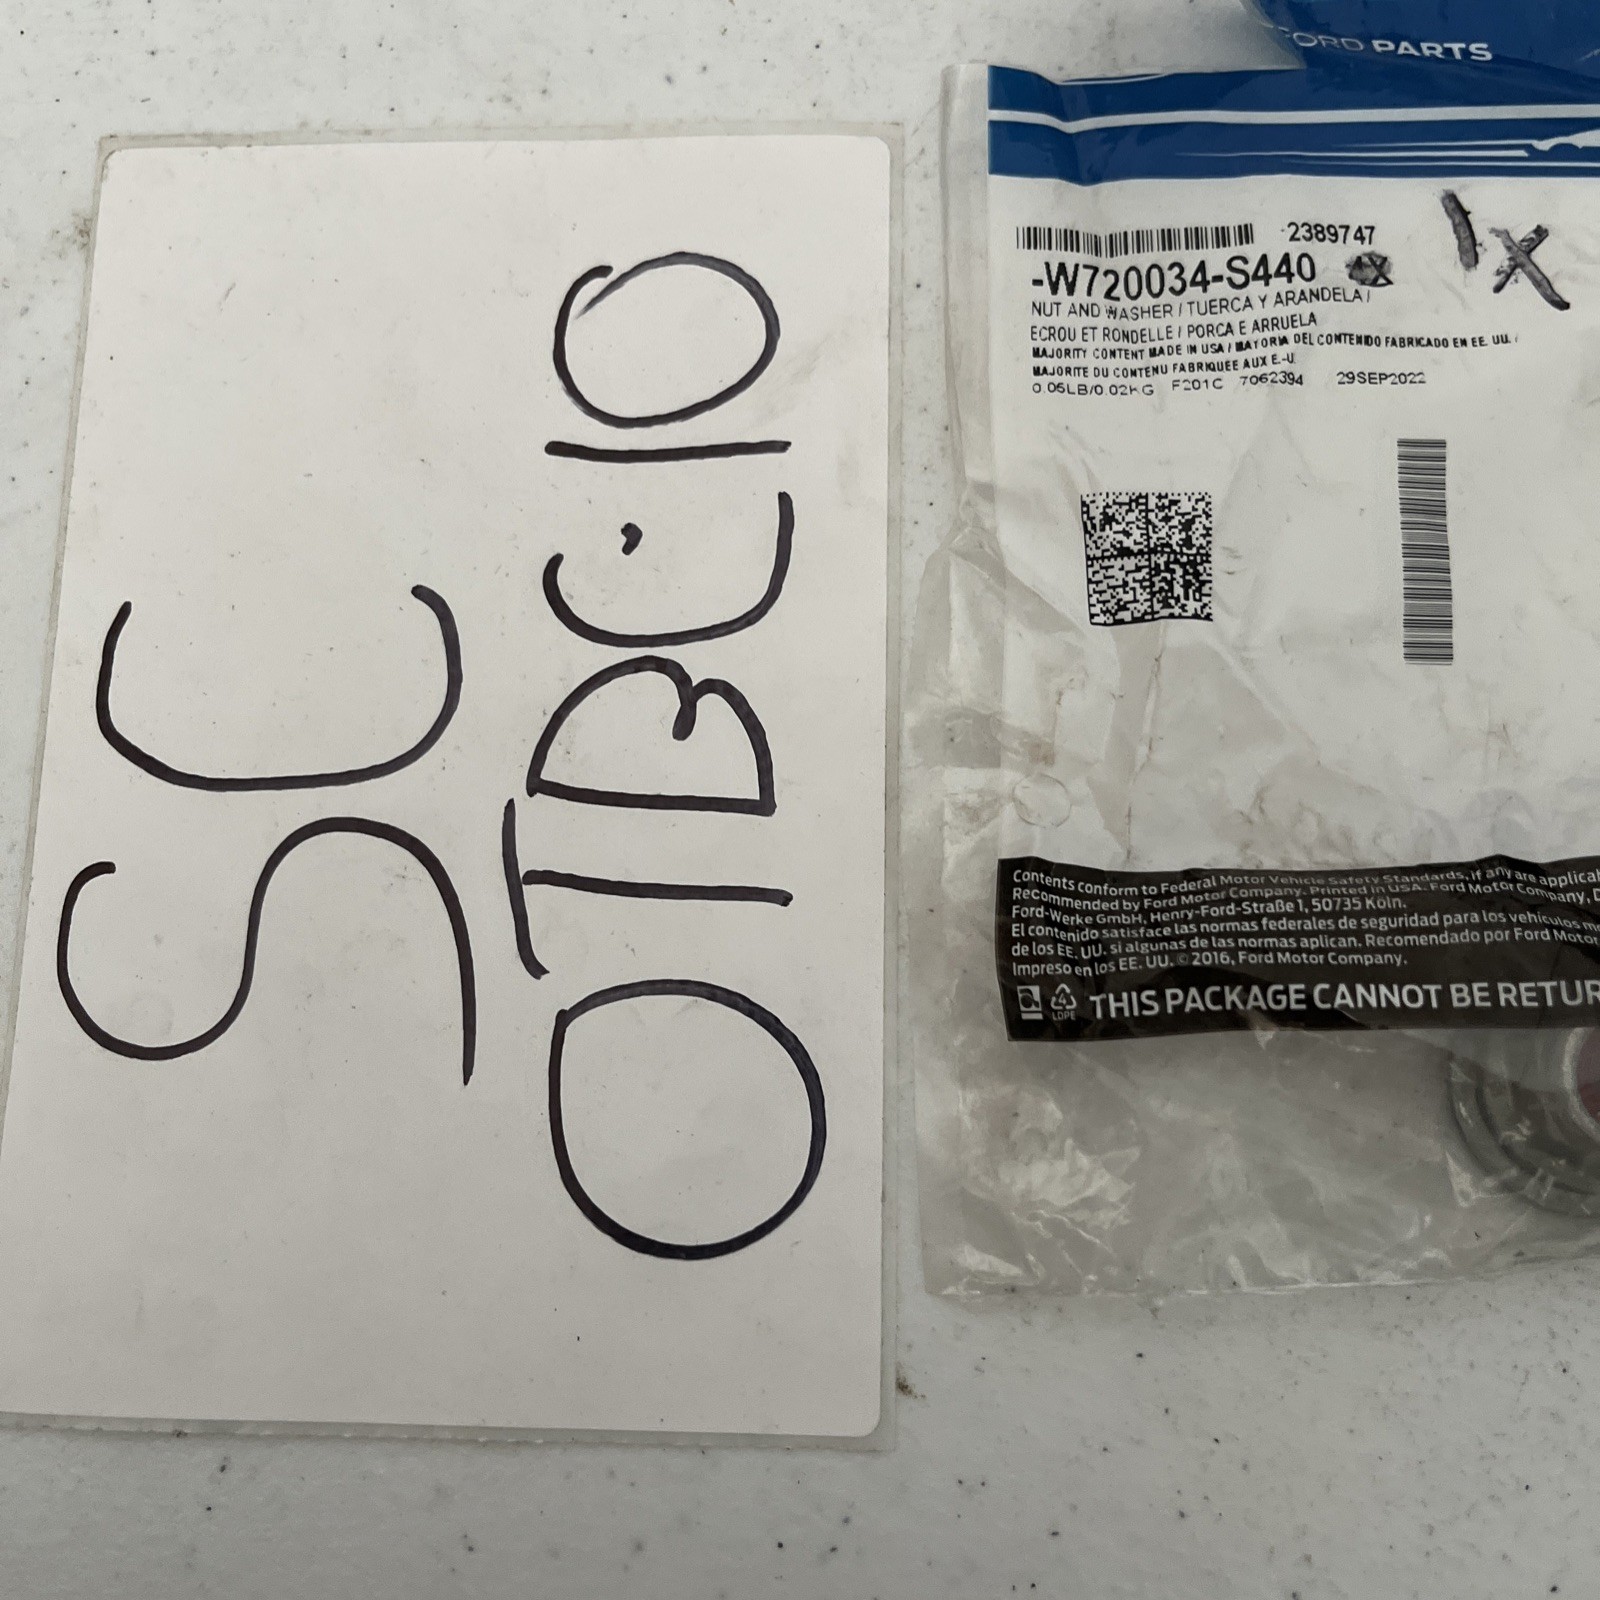 SC
OTBC.10
FORD PARTS
2389747
-W720034-S440
1X
NUT AND WASHER / TUERCA Y ARANDELA /
ECROU ET RONDELLE / PORCA E ARRUELA
MAJORITY CONTENT MADE IN USA / MAYORIA DEL CONTENIDO FABRICADO EN EE. UU. /
MAJORITE DU CONTENU FABRIQUEE AUX E.-U.
0.05LB/0.02KG F201C 7062394 29SEP2022
Contents conform to Federal Motor Vehicle Safety Standards, if any are
Recommended by Ford Motor Company. Printed in USA. Ford Motor Company,
Ford-Werke GmbH, Henry-Ford-Straße 1, 50735 Köln.
El contenido satisface las normas federales de seguridad para los vehículos
de los EE. UU. si algunas de las normas aplican. Recomendado por Ford Motor
Impreso en los EE. UU. © 2016, Ford Motor Company.
4
LDPE
THIS PACKAGE CANNOT BE